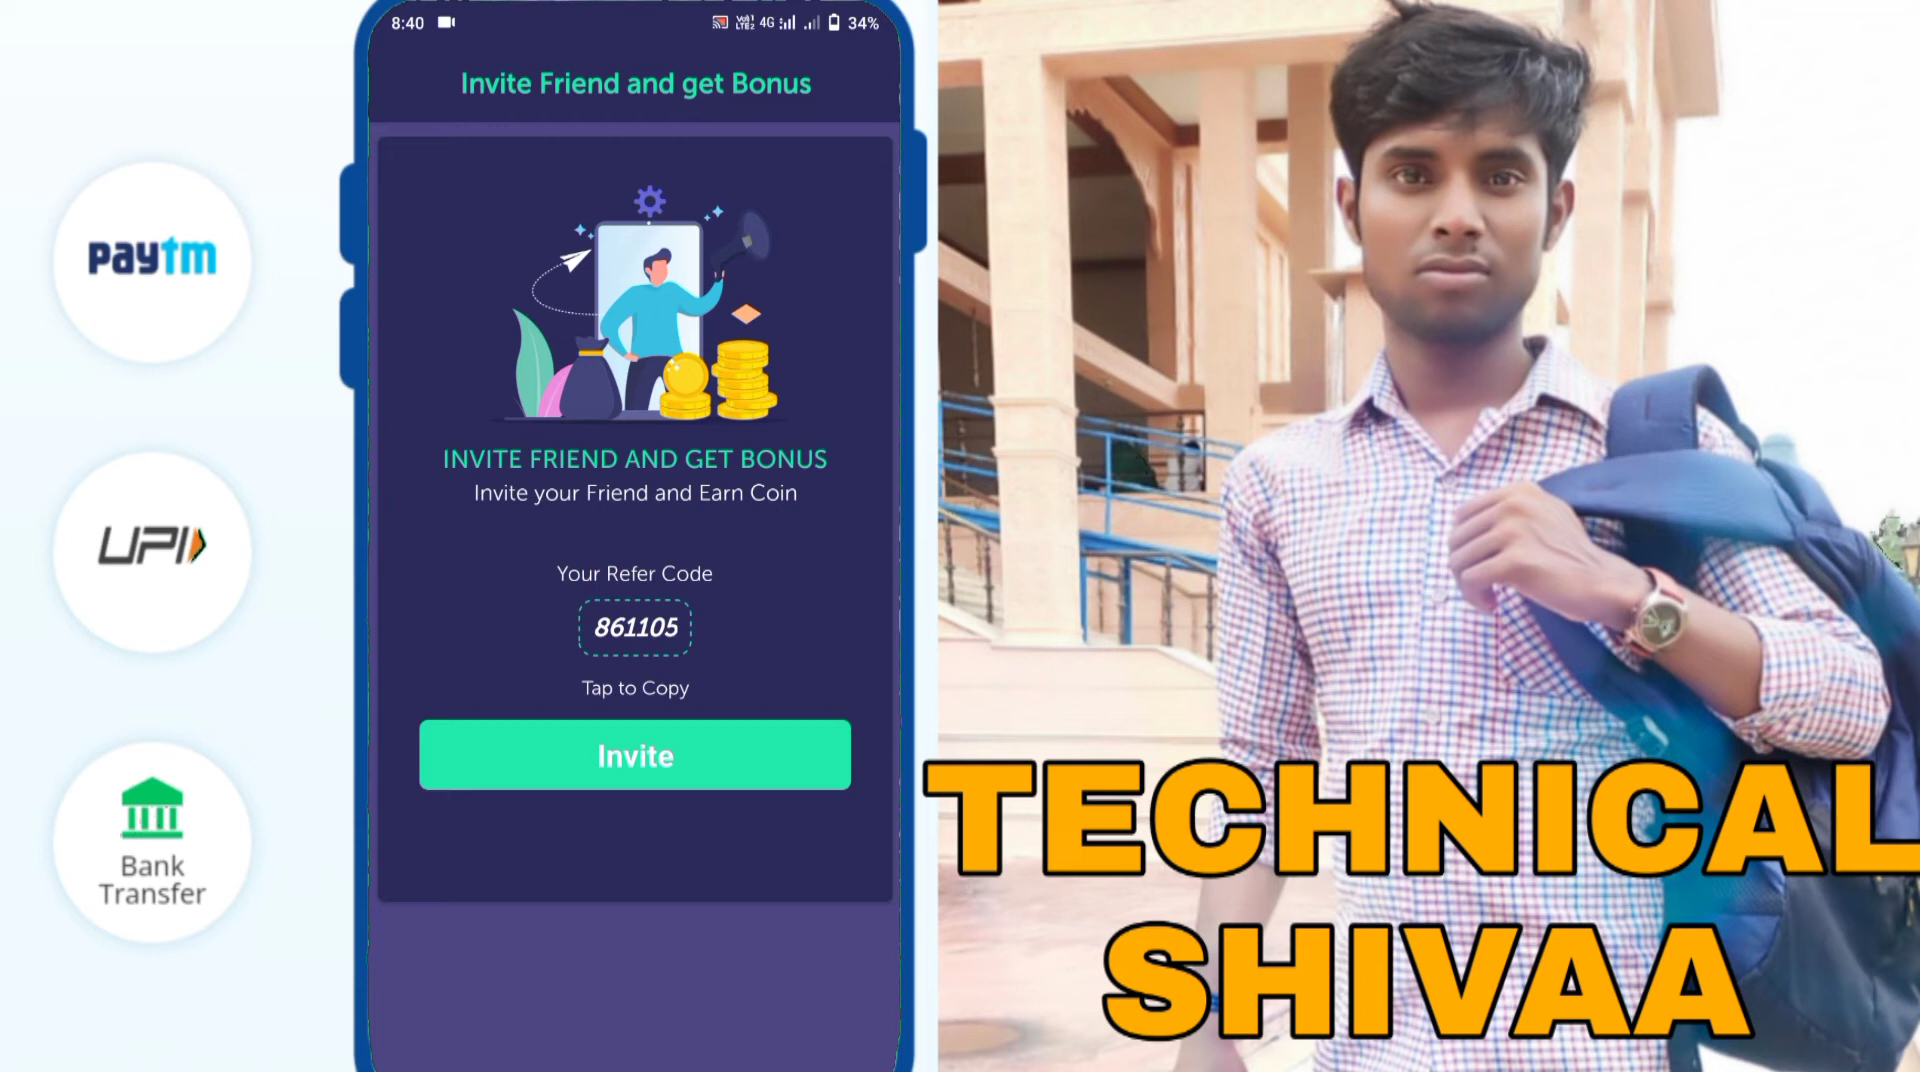 paytm
UPI
Bank
Transfer
8:40
4G
34%
Invite Friend and get Bonus
INVITE FRIEND AND GET BONUS
Invite your Friend and Earn Coin
Your Refer Code
861105
Tap to Copy
Invite
TECHNICAL
SHIVAA